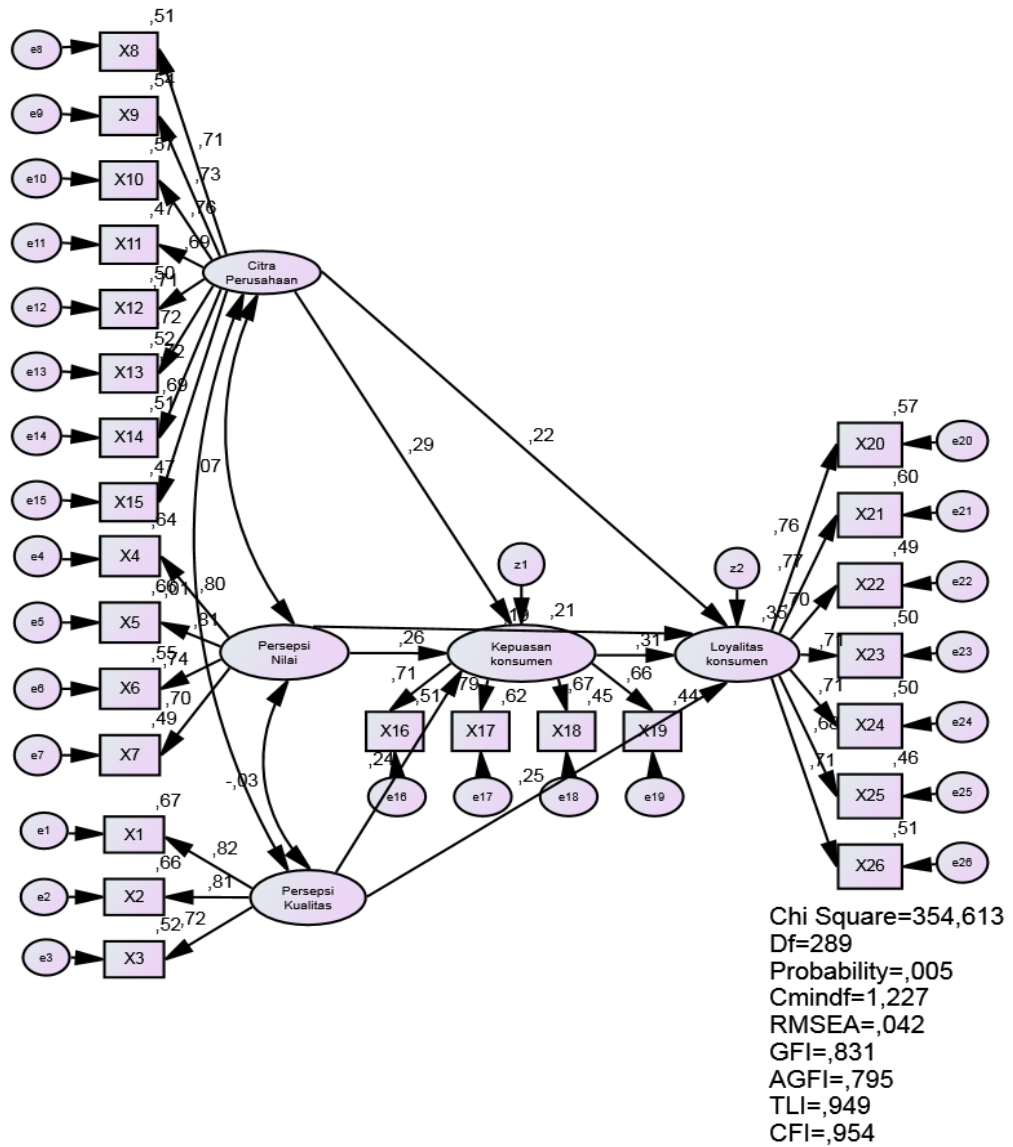 ,51
e8
X8
,54
e9
X9
,71
,57
e10
X10
,73
,47
,76
e11
X11
,69
Citra
Perusahaan
,50
,71
e12
X12
,72
,52
,72
e13
X13
,69
,51
e14
X14
,47
,07
e15
X15
,64
e4
X4
,80
,66
,01
e5
X5
,81
,55
,74
e6
X6
,70
,49
e7
X7
Persepsi
Nilai
-,03
,67
e1
X1
,82
,66
e2
X2
,81
,52
,72
e3
X3
Persepsi
Kualitas
,29
,22
z1
z2
,19
,21
,26
Kepuasan
konsumen
,31
,35
Loyalitas
konsumen
,71
,51
,79
,62
,67
,45
,66
,44
X16
X17
X18
X19
,24
,25
e16
e17
e18
e19
,57
X20
e20
,60
X21
e21
,76
,49
,77
X22
e22
,70
,50
X23
e23
,71
,50
,71
X24
e24
,68
,46
,71
X25
e25
,51
X26
e26
Chi Square=354,613
Df=289
Probability=,005
Cmindf=1,227
RMSEA=,042
GFI=,831
AGFI=,795
TLI=,949
CFI=,954